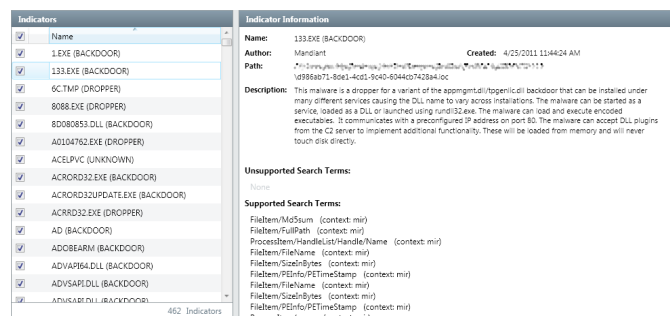 Indicators
Name
1.EXE (BACKDOOR)
133.EXE (BACKDOOR)
6C.TMP (DROPPER)
8088.EXE (DROPPER)
8D080853.DLL (BACKDOOR)
A0104762.EXE (DROPPER)
ACELPVC (UNKNOWN)
ACRORD32.EXE (BACKDOOR)
ACRORD32UPDATE.EXE (BACKDOOR)
ACRRD32.EXE (DROPPER)
AD (BACKDOOR)
ADOBEARM (BACKDOOR)
ADVAPI64.DLL (BACKDOOR)
ADVSAPI.DLL (BACKDOOR)
ADVSAPI.DLL (BACKDOOR)
462 Indicators
Indicator Information
Name: 133.EXE (BACKDOOR)
Author: Mandiant Created: 4/25/2011 11:44:24 AM
Path:
\d986ab71-8de1-4cd1-9c40-6044cb7428a4.ioc
Description: This malware is a dropper for a variant of the appmgmt.dll/tpgenlic.dll backdoor that can be installed under
many different services causing the DLL name to vary across installations. The malware can be started as a
service, loaded as a DLL or launched using rundll32.exe. The malware can load and execute encoded
executables. It communicates with a preconfigured IP address on port 80. The malware can accept DLL plugins
from the C2 server to implement additional functionality. These will be loaded from memory and will never
touch disk directly.
Unsupported Search Terms:
None
Supported Search Terms:
FileItem/Md5sum (context: mir)
FileItem/FullPath (context: mir)
ProcessItem/HandleList/Handle/Name (context: mir)
FileItem/FileName (context: mir)
FileItem/SizeInBytes (context: mir)
FileItem/PEInfo/PETimeStamp (context: mir)
FileItem/FileName (context: mir)
FileItem/SizeInBytes (context: mir)
FileItem/PEInfo/PETimeStamp (context: mir)